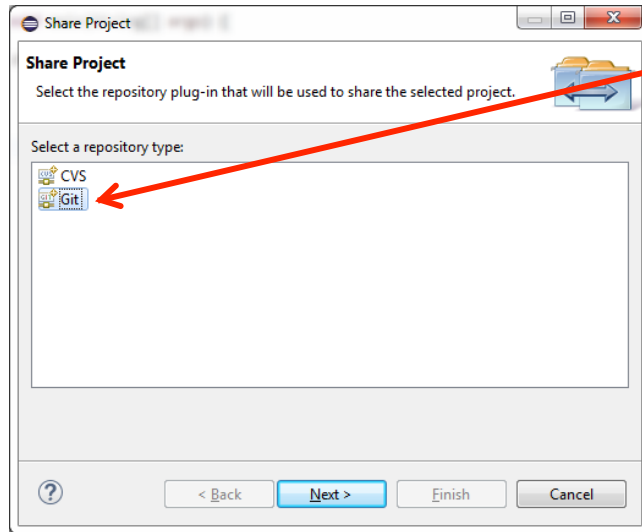 Share Project
Share Project
Select the repository plug-in that will be used to share the selected project.
Select a repository type:
CVS
Git
< Back
Next >
Finish
Cancel